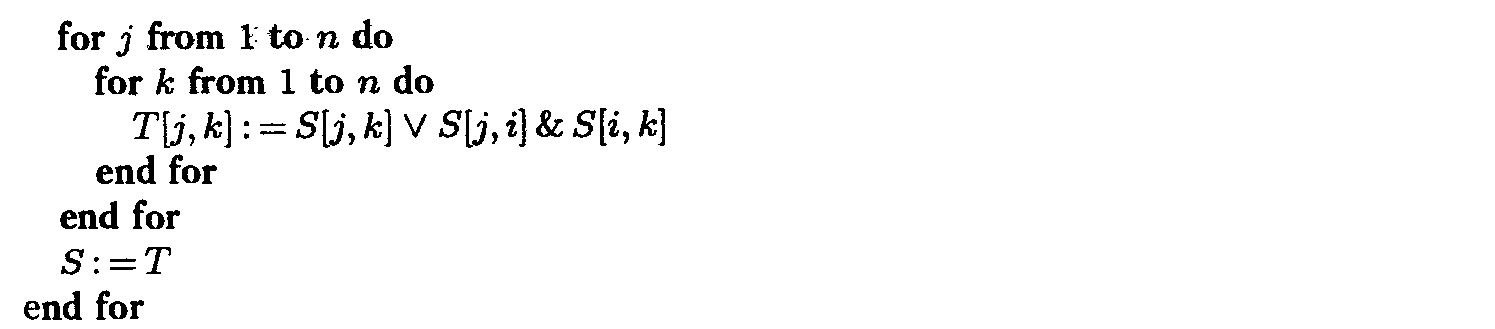 for j from 1 to n do
for k from 1 to n do
T[j, k] := S[j, k] ∨ S[j, i] & S[i, k]
end for
end for
S := T
end for